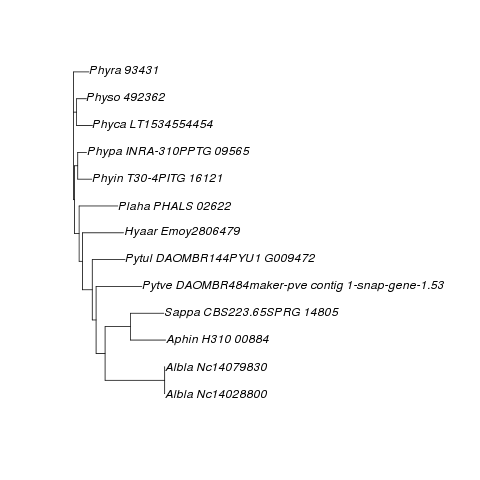 Phyra 93431
Physo 492362
Phyca LT1534554454
Phypa INRA-310PPTG 09565
Phyin T30-4PITG 16121
Plaha PHALS 02622
Hyaar Emoy2806479
Pytul DAOMBR144PYU1 G009472
Pytve DAOMBR484maker-pve contig 1-snap-gene-1.53
Sappa CBS223.65SPRG 14805
Aphin H310 00884
Albla Nc14079830
Albla Nc14028800